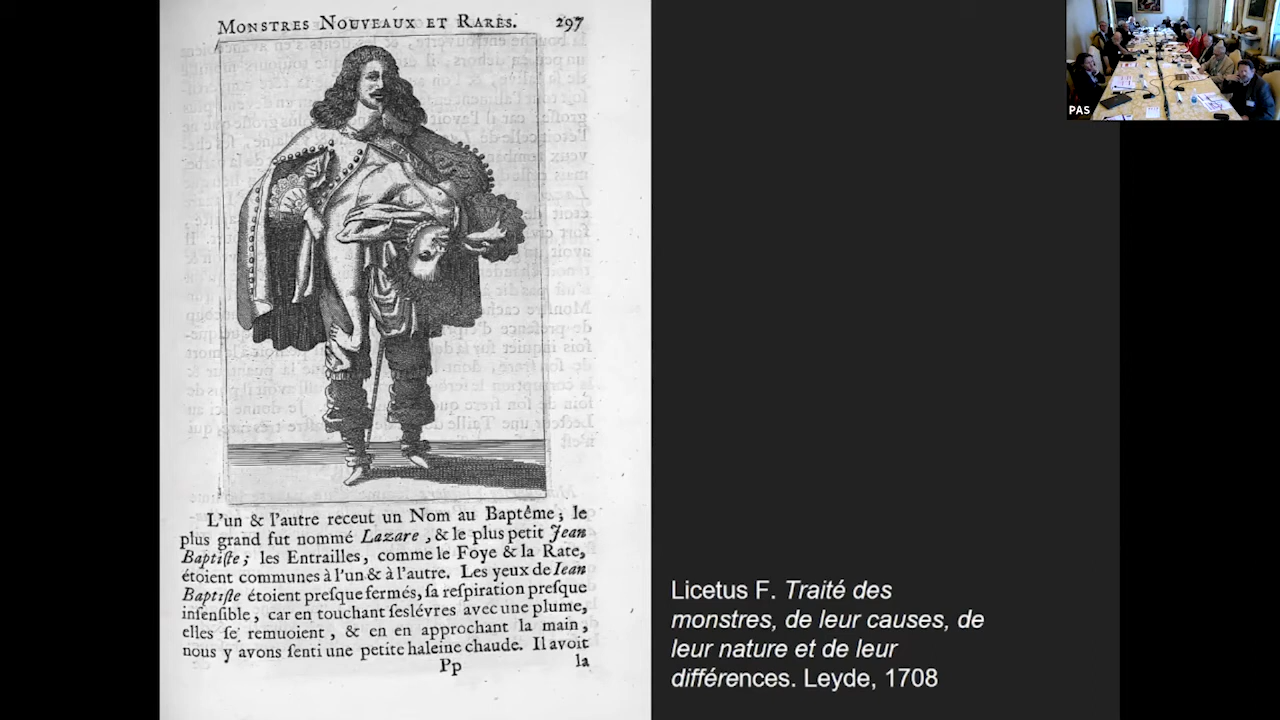 MONSTRES NOUVEAUX ET RARES. 297
L'un & l'autre receut un Nom au Baptême; le
plus grand fut nommé Lazare, & le plus petit Jean
Baptiſte; les Entrailles, comme le Foye & la Rate,
étoient communes à l'un & à l'autre. Les yeux de Iean
Baptiſte étoient preſque fermés, ſa reſpiration preſque
inſenſible, car en touchant ſeslévres avec une plume,
elles ſe remuoient, & en en approchant la main,
nous y avons ſenti une petite haleine chaude. Il avoit
Pp la
Licetus F. Traité des
monstres, de leur causes, de
leur nature et de leur
différences. Leyde, 1708
PAS